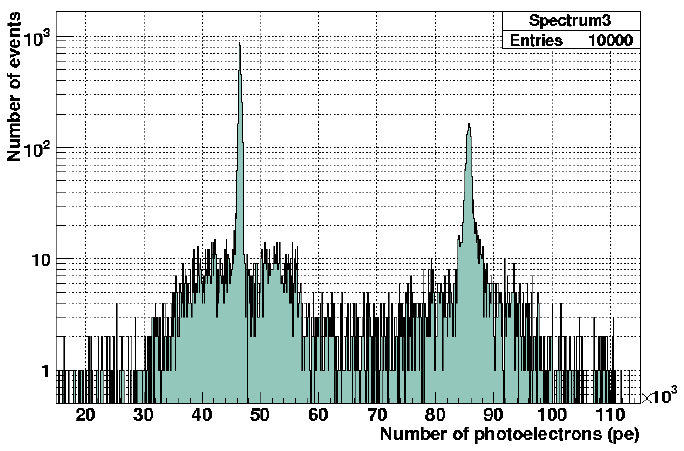 Spectrum3
Entries 10000
Number of events
10³
10²
10
1
20 30 40 50 60 70 80 90 100 110
×10³
Number of photoelectrons (pe)